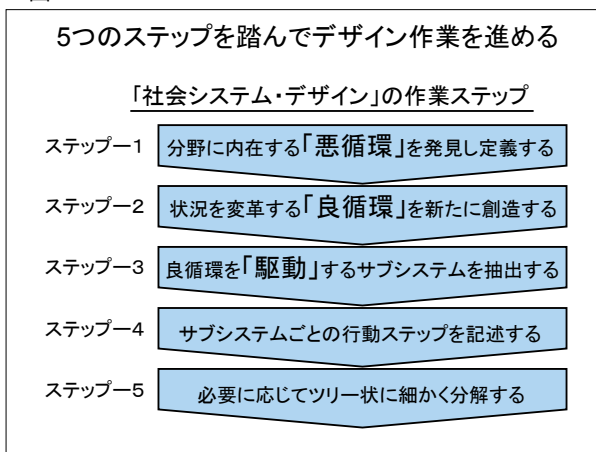 5つのステップを踏んでデザイン作業を進める
「社会システム・デザイン」の作業ステップ
ステップー1 分野に内在する「悪循環」を発見し定義する
ステップー2 状況を変革する「良循環」を新たに創造する
ステップー3 良循環を「駆動」するサブシステムを抽出する
ステップー4 サブシステムごとの行動ステップを記述する
ステップー5 必要に応じてツリー状に細かく分解する